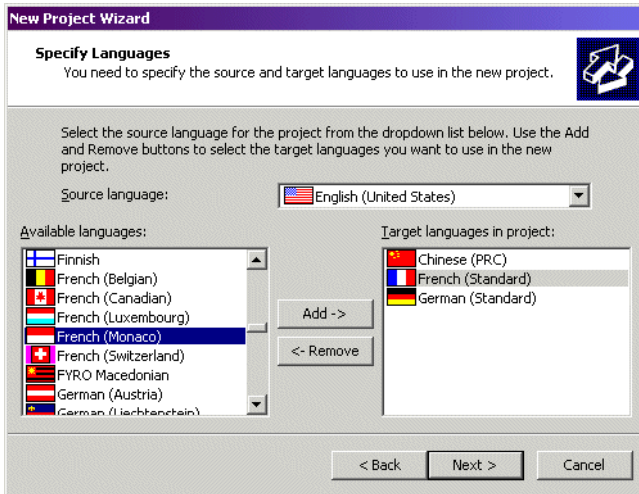 New Project Wizard
Specify Languages
You need to specify the source and target languages to use in the new project.
Select the source language for the project from the dropdown list below. Use the Add
and Remove buttons to select the target languages you want to use in the new
project.
Source language:
English (United States)
Available languages:
Finnish
French (Belgian)
French (Canadian)
French (Luxembourg)
French (Monaco)
French (Switzerland)
FYRO Macedonian
German (Austria)
German (Liechtenstein)
Add ->
<- Remove
Target languages in project:
Chinese (PRC)
French (Standard)
German (Standard)
< Back
Next >
Cancel